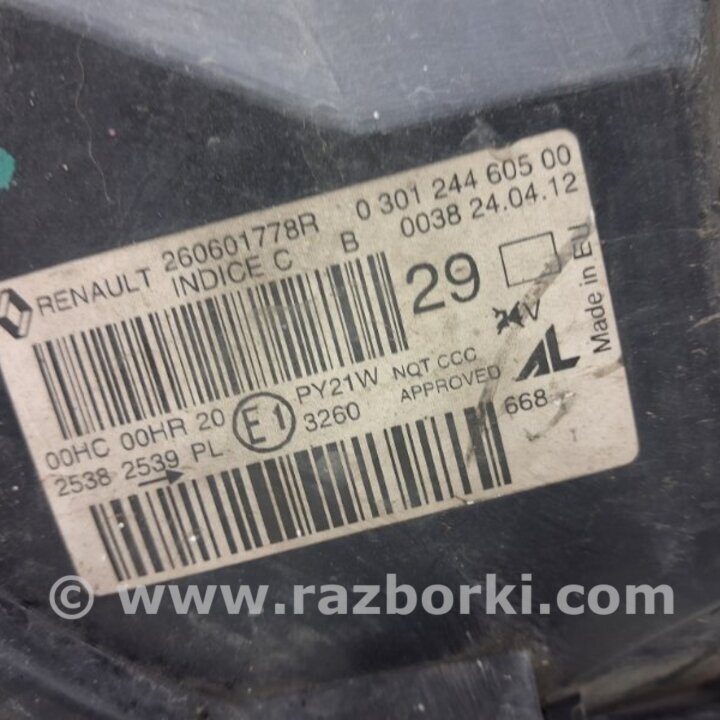 RENAULT 260601778R 0 301 244 605 00
INDICE C B 0038 24.04.12
29
Made in EU
PY21W NQT CCC AL
00HC 00HR 20 E1 3260 APPROVED
2538 2539 PL 668
© www.razborki.com